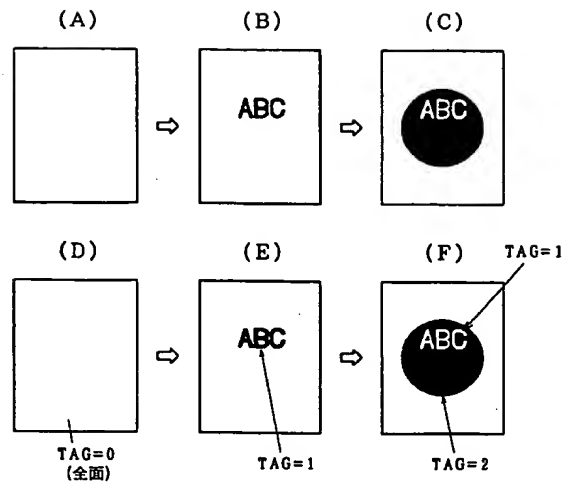 (A) (B) (C)
ABC ABC
(D) (E) (F) TAG=1
ABC ABC
TAG=0 TAG=1 TAG=2
(全面)